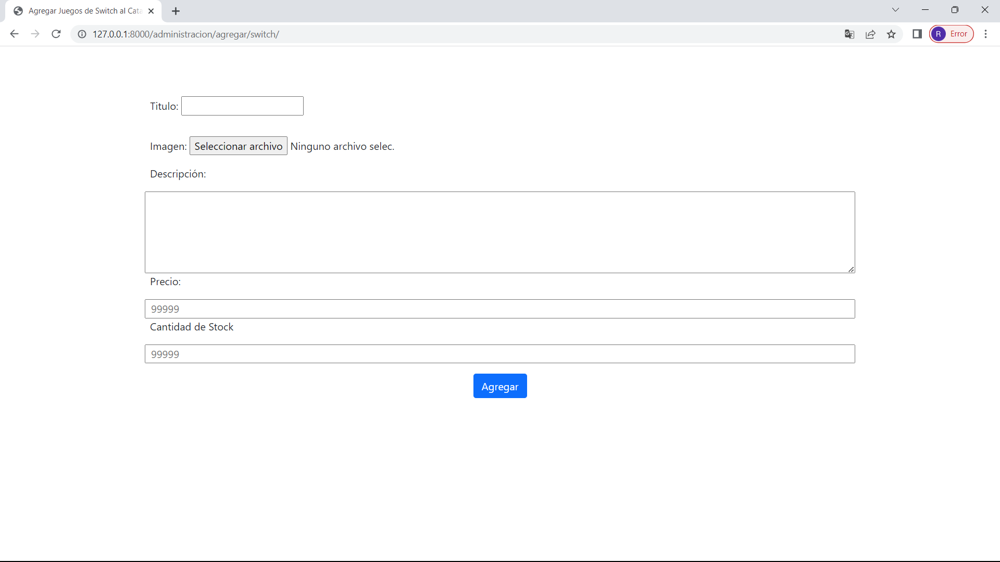 Agregar Juegos de Switch al Cata
127.0.0.1:8000/administracion/agregar/switch/
R Error
Titulo:
Imagen: Seleccionar archivo Ninguno archivo selec.
Descripción:
Precio:
99999
Cantidad de Stock
99999
Agregar